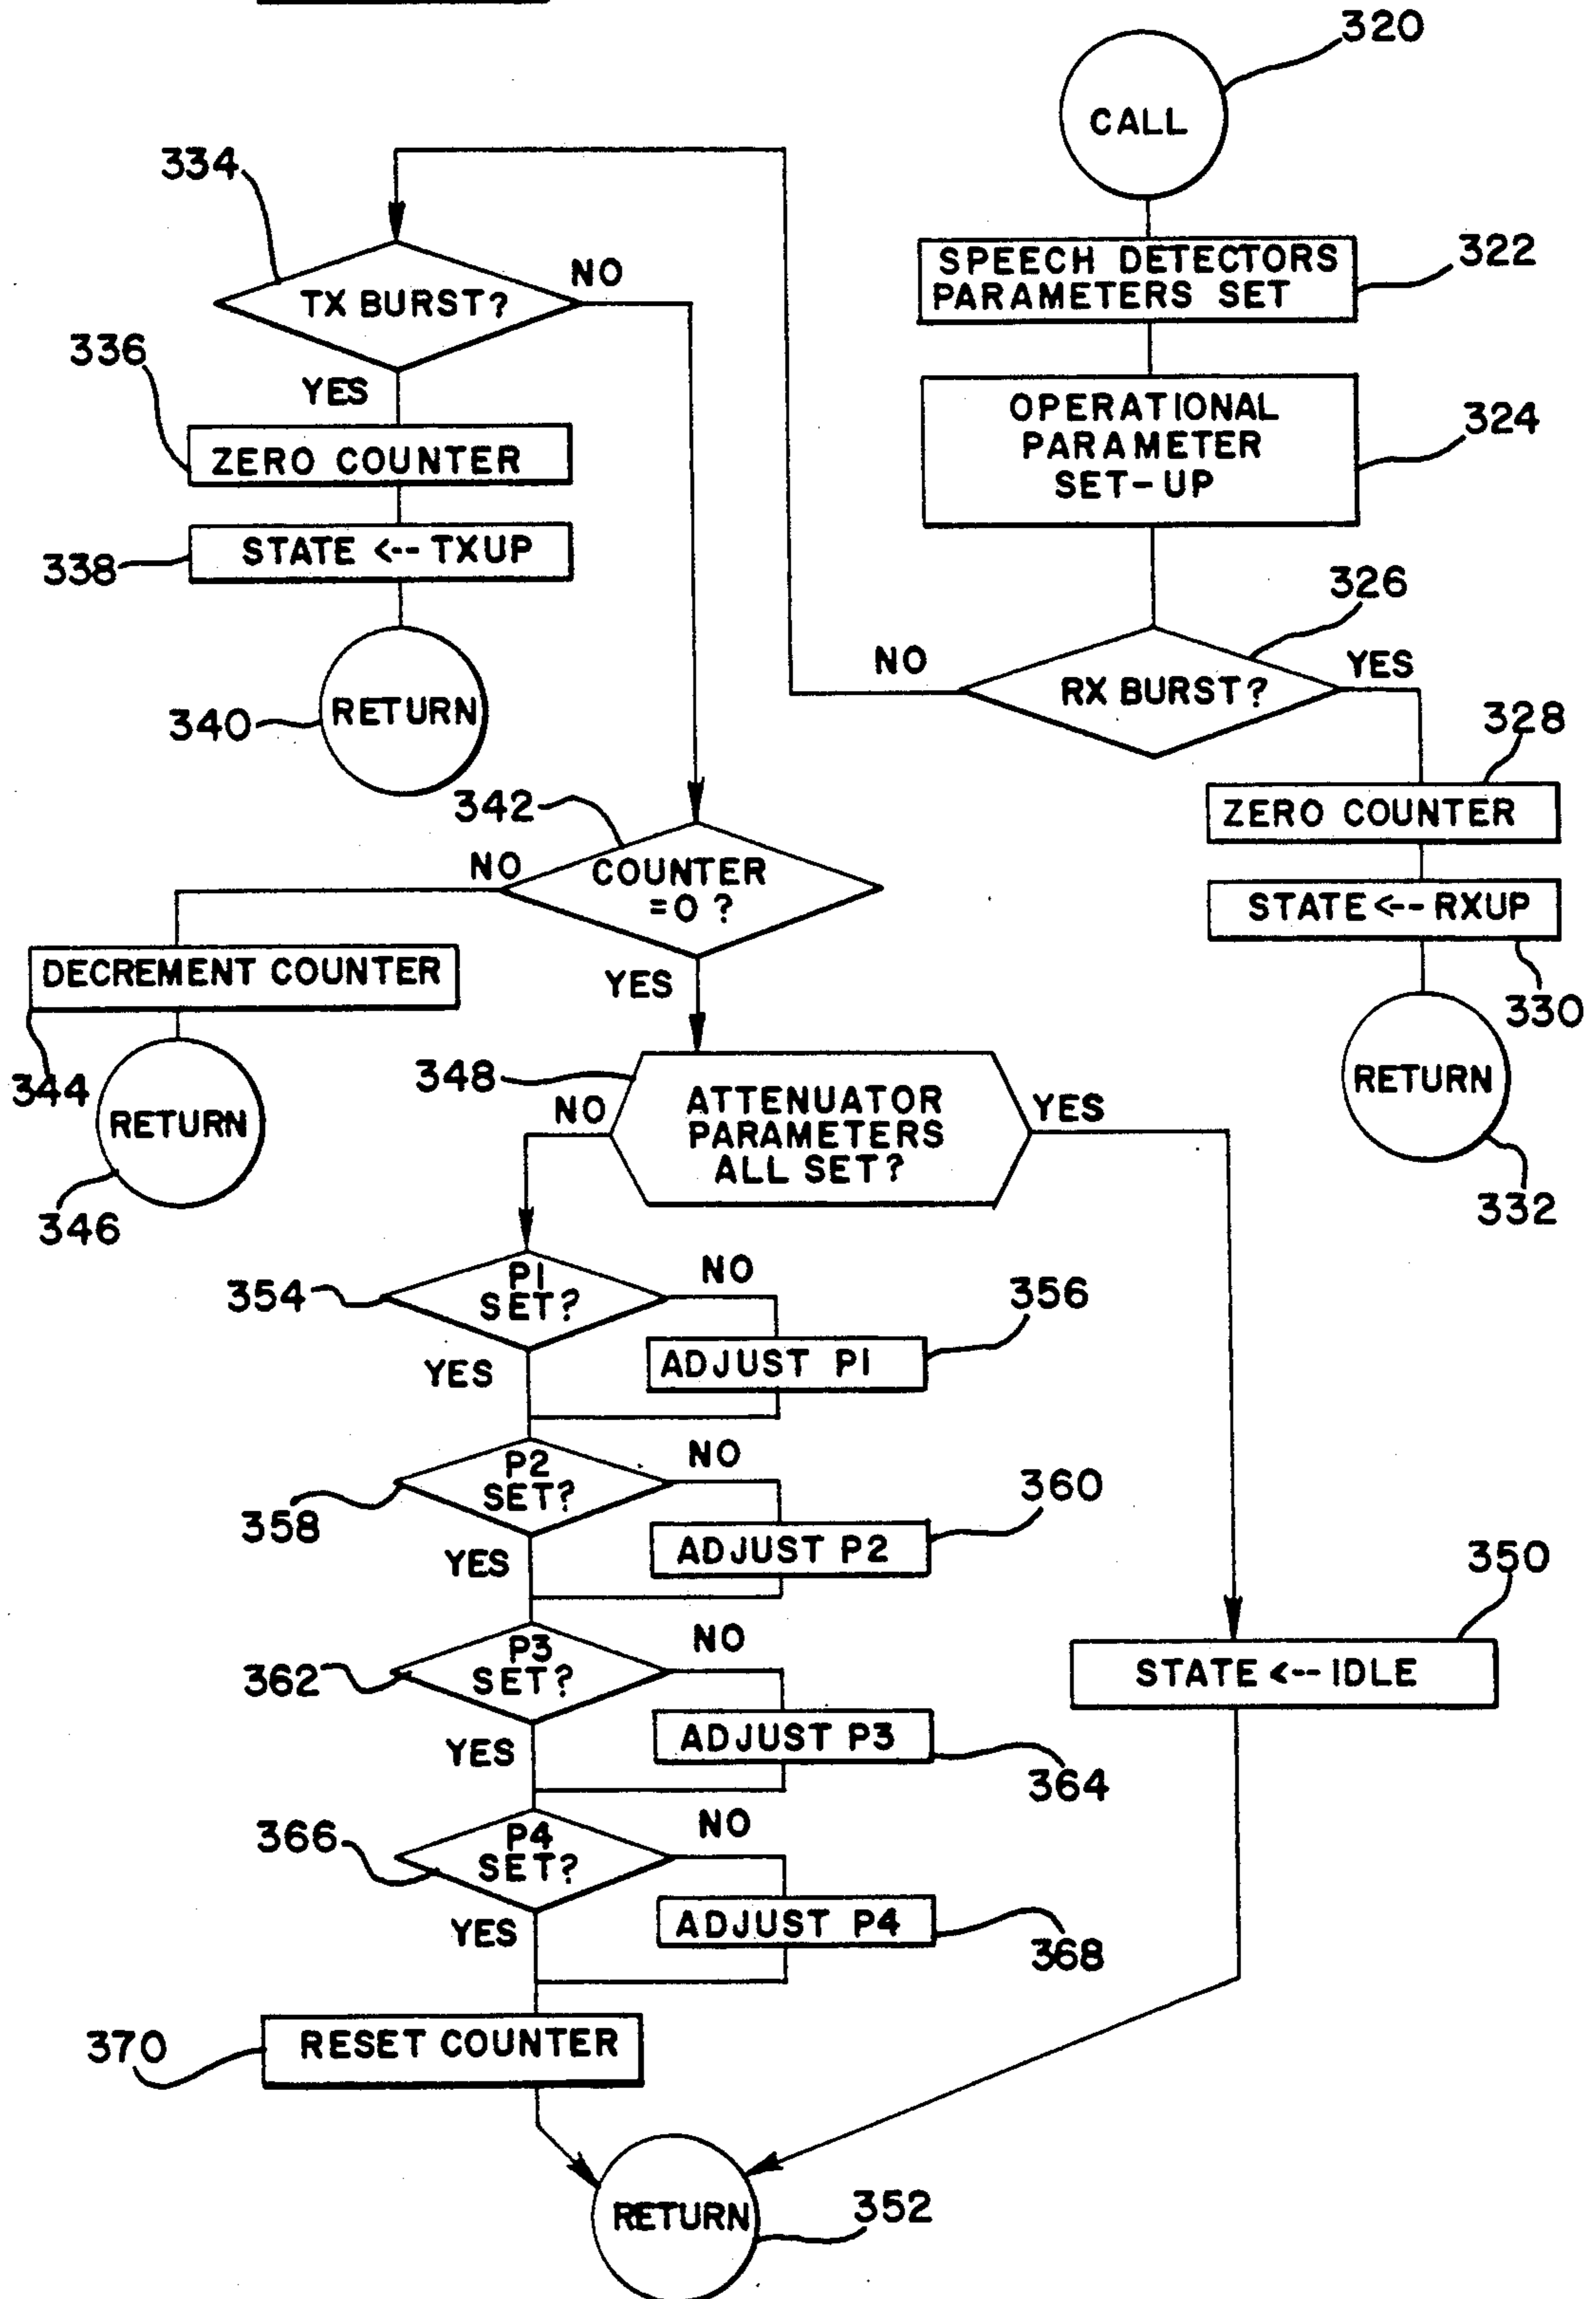 320
CALL
334
322
SPEECH DETECTORS
PARAMETERS SET
NO
TX BURST?
336
YES
324
OPERATIONAL
PARAMETER
SET-UP
ZERO COUNTER
338
STATE <-- TXUP
326
NO
YES
RX BURST?
340
RETURN
328
342
ZERO COUNTER
NO
COUNTER
=0 ?
STATE <-- RXUP
DECREMENT COUNTER
YES
330
344
348
RETURN
RETURN
NO
ATTENUATOR
PARAMETERS
ALL SET?
YES
346
332
354
P1
SET?
NO
356
YES
ADJUST P1
P2
SET?
NO
358
360
YES
ADJUST P2
350
P3
SET?
NO
362
STATE <-- IDLE
YES
ADJUST P3
364
366
P4
SET?
NO
YES
ADJUST P4
368
370
RESET COUNTER
RETURN
352